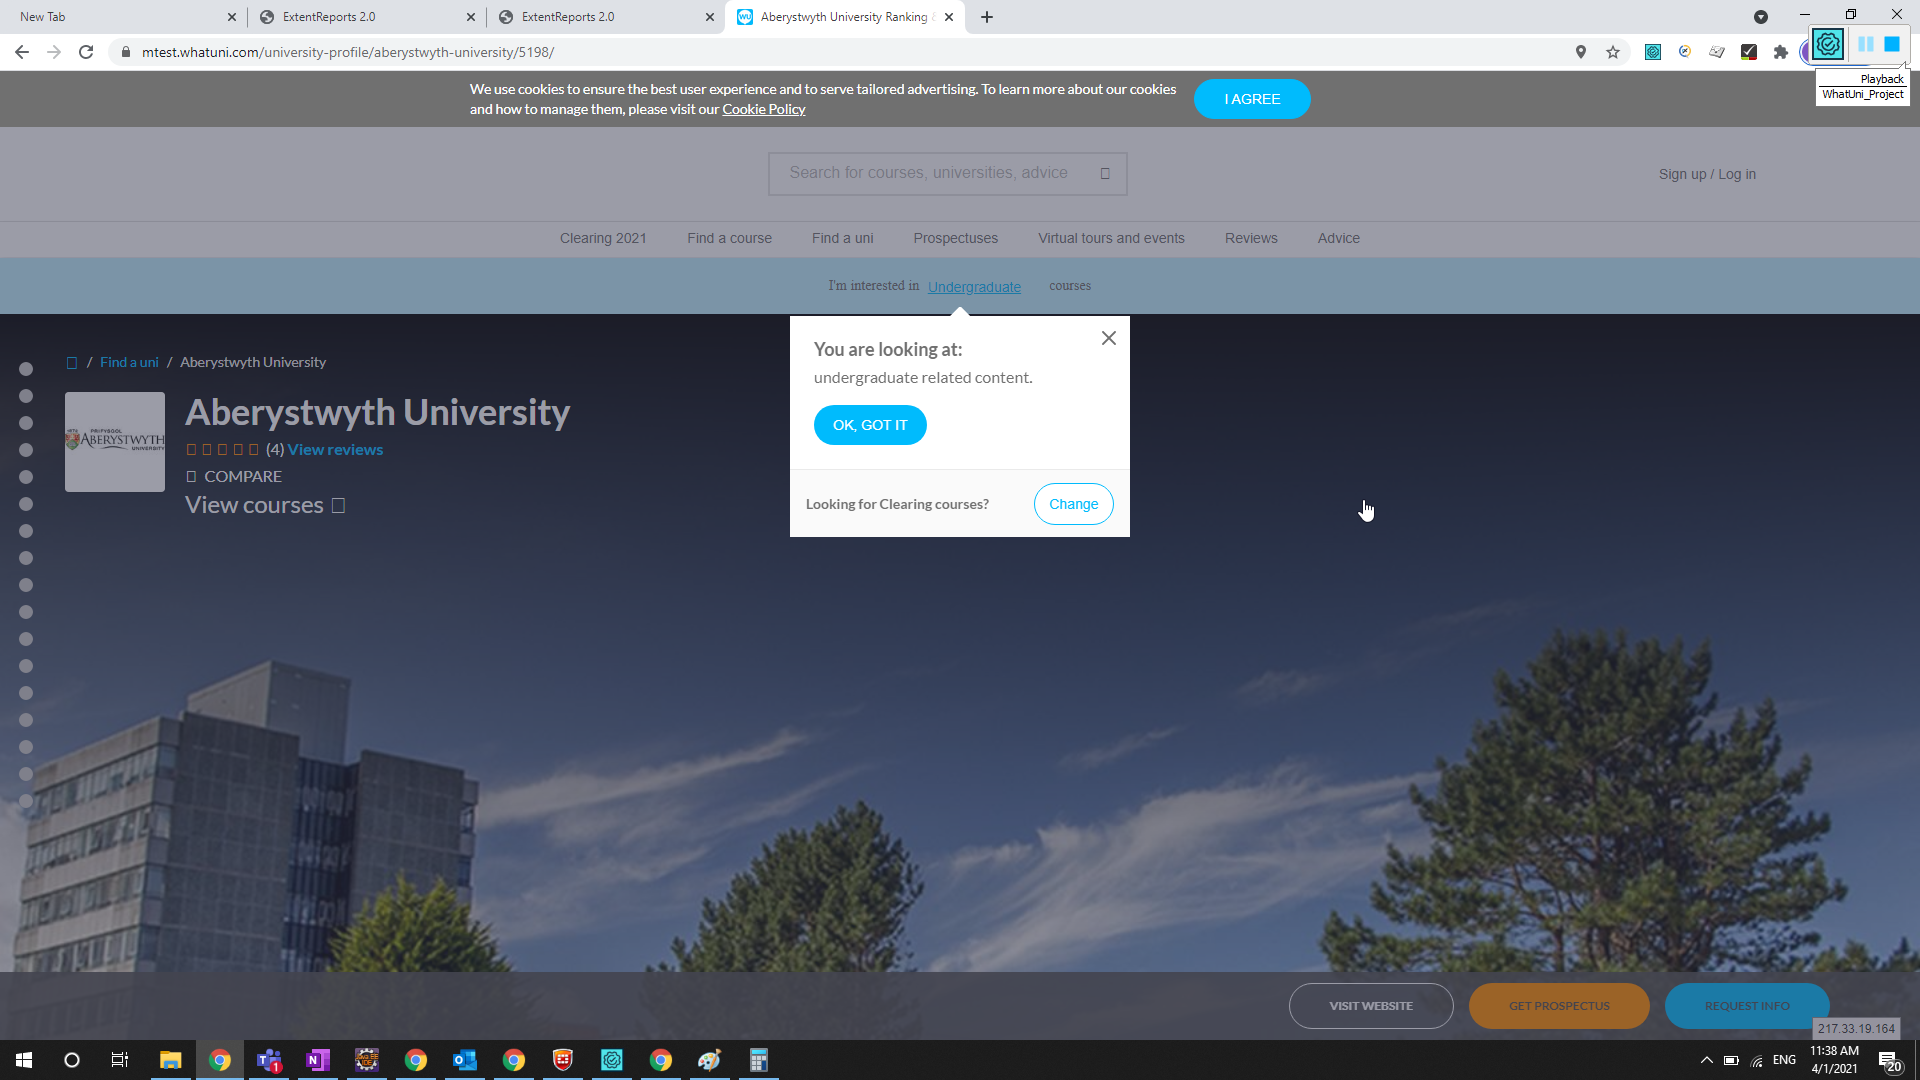 New Tab
ExtentReports 2.0
ExtentReports 2.0
Aberystwyth University Ranking
mtest.whatuni.com/university-profile/aberystwyth-university/5198/
Playback
WhatUni_Project
We use cookies to ensure the best user experience and to serve tailored advertising. To learn more about our cookies
and how to manage them, please visit our Cookie Policy
I AGREE
Search for courses, universities, advice
Sign up / Log in
Clearing 2021 Find a course Find a uni Prospectuses Virtual tours and events Reviews Advice
I'm interested in Undergraduate courses
You are looking at:
undergraduate related content.
OK, GOT IT
Looking for Clearing courses? Change
/ Find a uni / Aberystwyth University
PRIFYSGOL
ABERYSTWYTH
UNIVERSITY
Aberystwyth University
(4) View reviews
COMPARE
View courses
VISIT WEBSITE
GET PROSPECTUS
REQUEST INFO
217.33.19.164
ENG
11:38 AM
4/1/2021
20